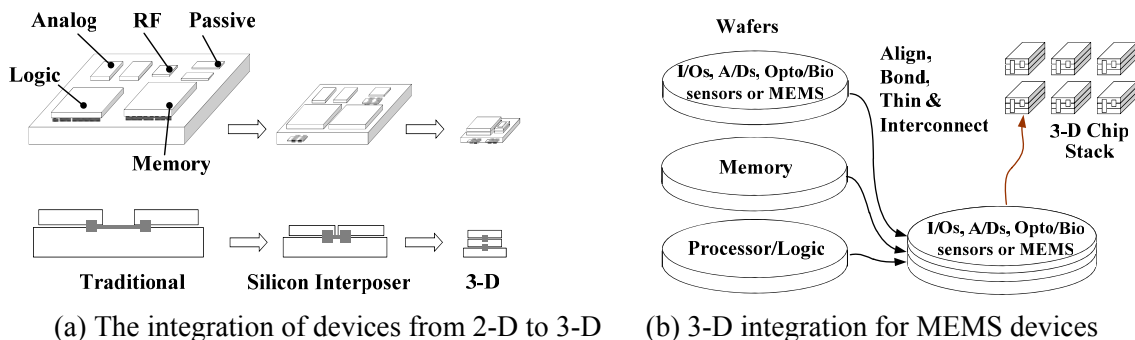 Analog
RF
Passive
Logic
Memory
Traditional
Silicon Interposer
3-D
(a) The integration of devices from 2-D to 3-D
Wafers
I/Os, A/Ds, Opto/Bio
sensors or MEMS
Memory
Processor/Logic
Align,
Bond,
Thin &
Interconnect
3-D Chip
Stack
I/Os, A/Ds, Opto/Bio
sensors or MEMS
(b) 3-D integration for MEMS devices